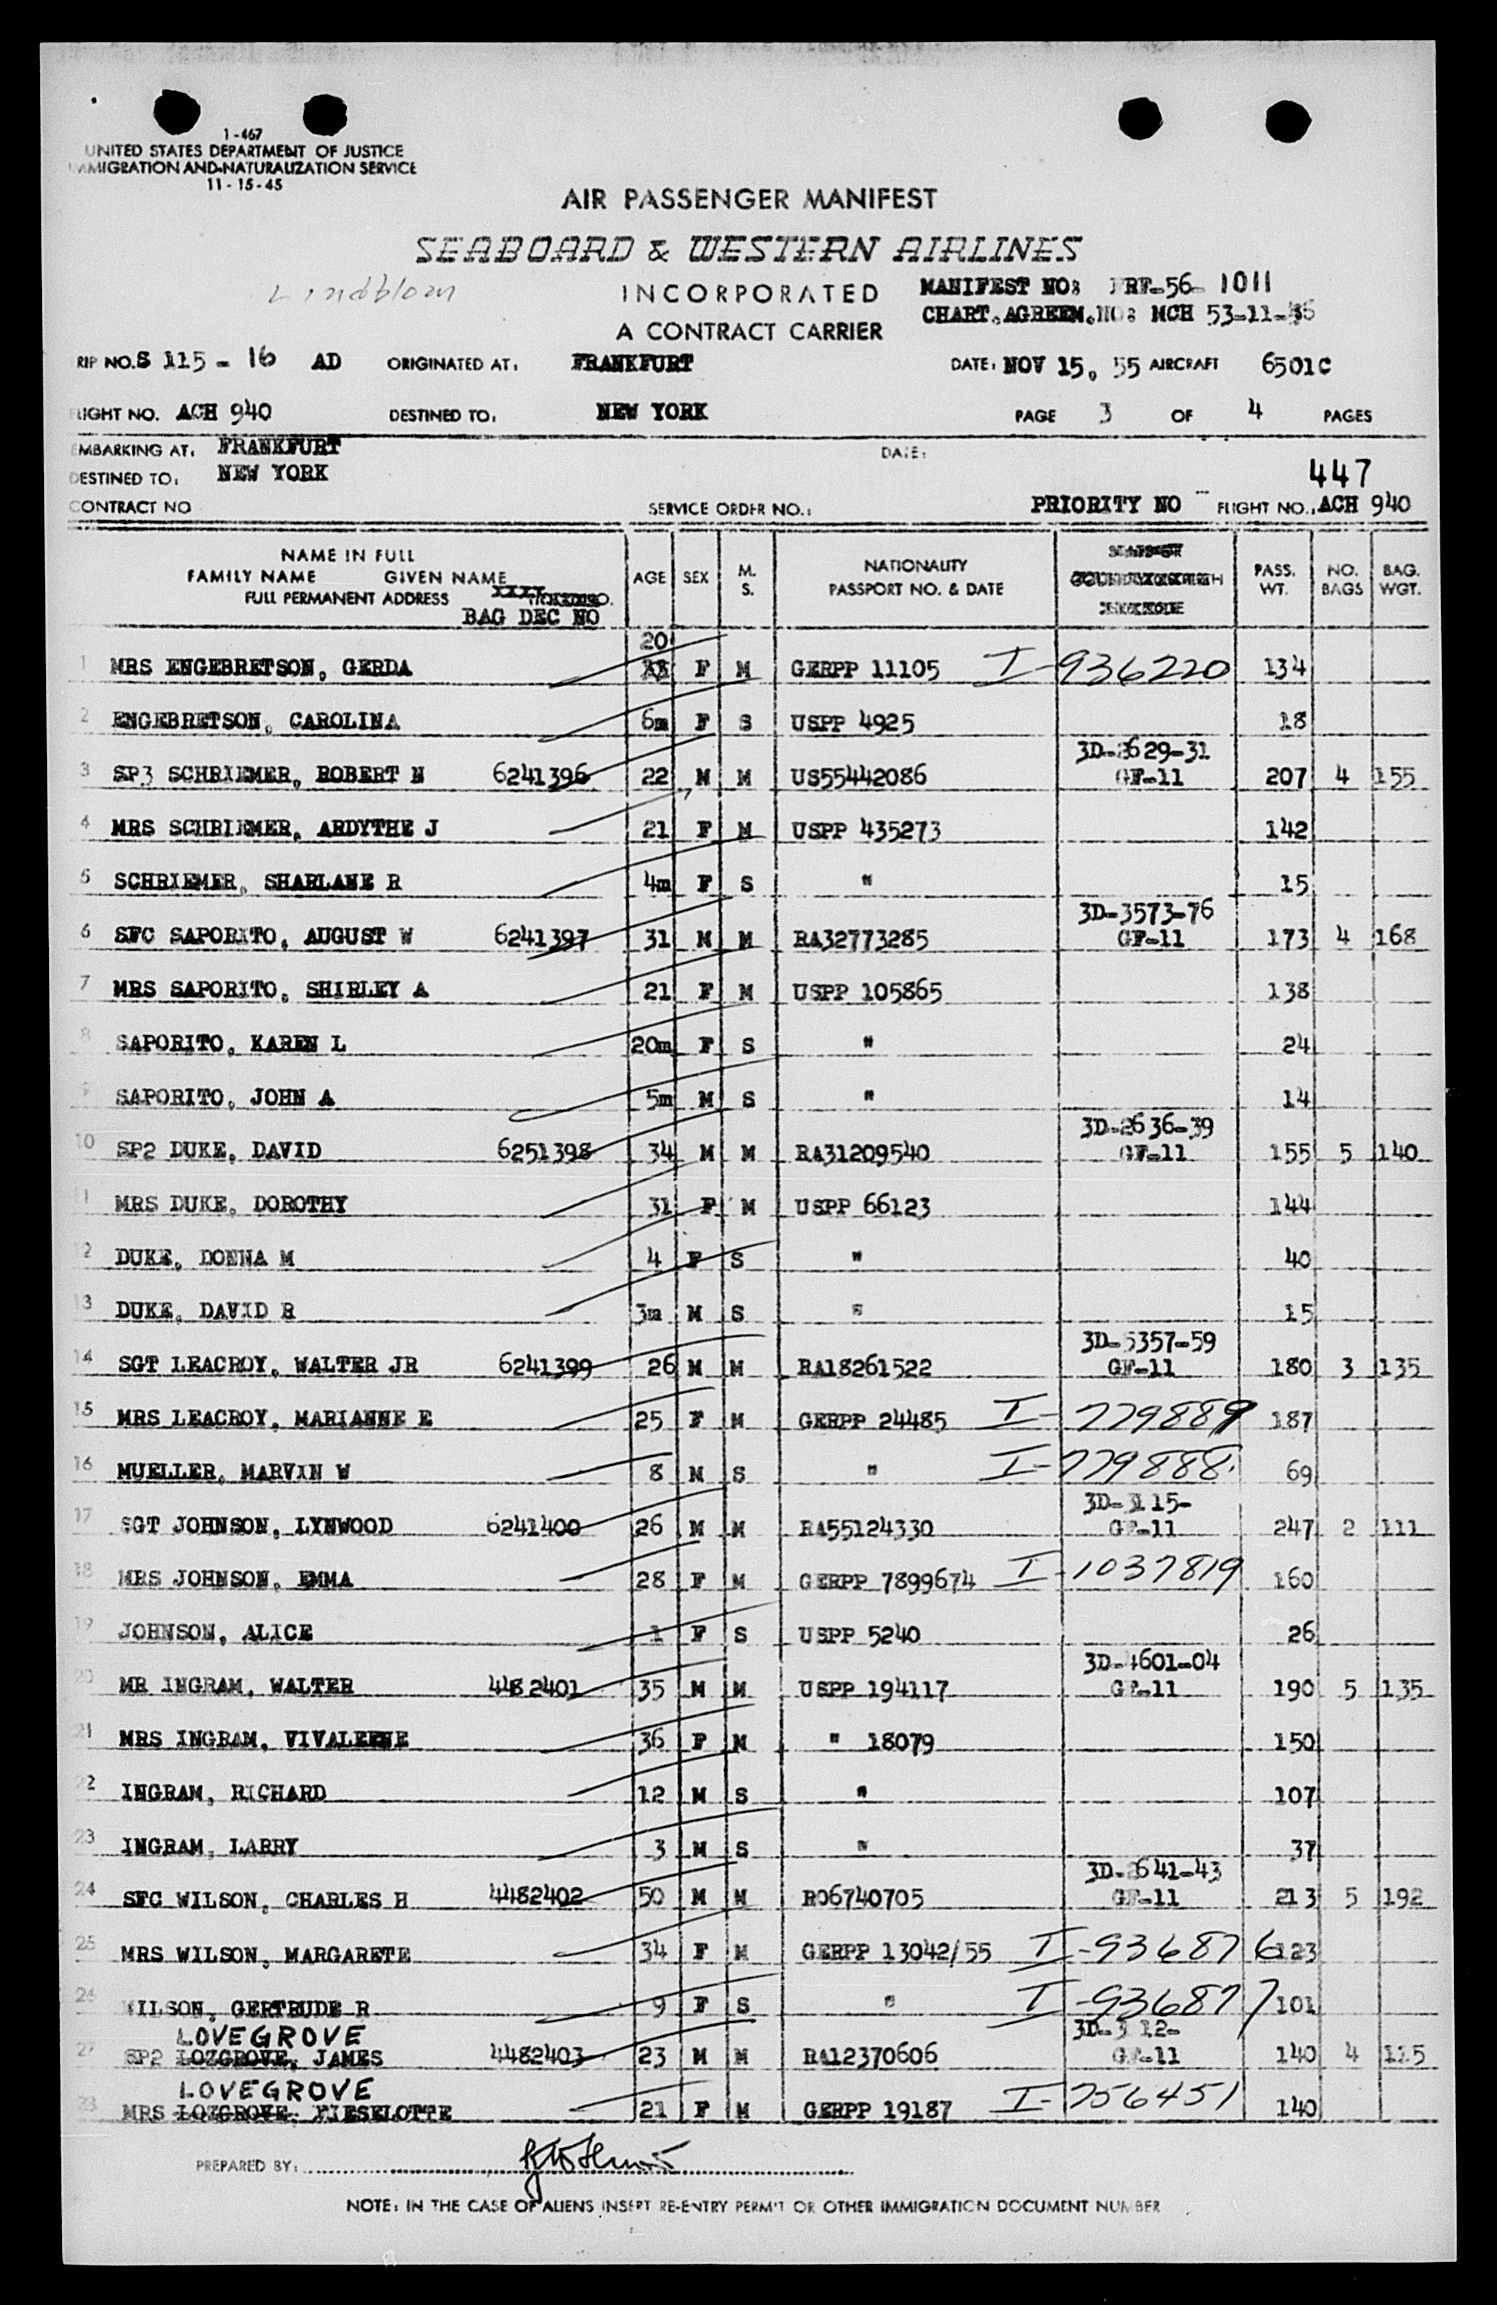 1-467
UNITED STATES DEPARTMENT OF JUSTICE
IMMIGRATION AND NATURALIZATION SERVICE
11-15-45
AIR PASSENGER MANIFEST
SEABOARD & WESTERN AIRLINES
Lindbloem
INCORPORATED
MANIFEST NO: FRF-56- 1011
A CONTRACT CARRIER
CHART.AGREEM.NO: MCH 53-11-
RIP NO.S 115 - 16 AD ORIGINATED AT: FRANKFURT DATE: NOV 15, 55 AIRCRAFT 6501C
LIGHT NO. ACH 940 DESTINED TO: NEW YORK PAGE 3 OF 4 PAGES
EMBARKING AT: FRANKFURT DATE:
DESTINED TO: NEW YORK 447
CONTRACT NO SERVICE ORDER NO.: PRIORITY NO FLIGHT NO.: ACH 940
NAME IN FULL
FAMILY NAME GIVEN NAME
FULL PERMANENT ADDRESS
BAG DEC NO
AGE SEX M. S. NATIONALITY PASSPORT NO. & DATE PASS. WT. NO. BAGS BAG. WGT.
20
1 MRS ENGEBRETSON, GERDA F M GERPP 11105 I-936220 134
2 ENGEBRETSON, CAROLINA 6m F S USPP 4925 18
3D-2629-31
3 SP3 SCHRIEMER, ROBERT N 6241396 22 M M US55442086 GF-11 207 4 155
4 MRS SCHRIEMER, ARDYTHE J 21 F M USPP 435273 142
5 SCHRIEMER, SHARLANE R 4m F S " 15
3D-3573-76
6 SFC SAPORITO, AUGUST W 6241397 31 M M RA32773285 GF-11 173 4 168
7 MRS SAPORITO, SHIRLEY A 21 F M USPP 105865 138
8 SAPORITO, KAREN L 20m F S " 24
9 SAPORITO, JOHN A 5m M S " 14
3D-2636-39
10 SP2 DUKE, DAVID 6251398 34 M M RA31209540 GF-11 155 5 140
11 MRS DUKE, DOROTHY 31 F M USPP 66123 144
12 DUKE, DONNA M 4 F S " 40
13 DUKE, DAVID R 3m M S " 15
3D-5357-59
14 SGT LEACROY, WALTER JR 6241399 26 M M RA18261522 GF-11 180 3 135
15 MRS LEACROY, MARIANNE E 25 F M GERPP 24485 I-779889 187
16 MUELLER, MARVIN W 8 M S " I-779888. 69
3D- 115-
17 SGT JOHNSON, LYNWOOD 6241400 26 M M RA55124330 GF-11 247 2 111
18 MRS JOHNSON, EMMA 28 F M GERPP 7899674 I-1037819 160
19 JOHNSON, ALICE 1 F S USPP 5240 26
3D-4601-04
20 MR INGRAM, WALTER 4482401 35 M M USPP 194117 GF-11 190 5 135
21 MRS INGRAM, VIVALEENE 36 F M " 18079 150
22 INGRAM, RICHARD 12 M S " 107
23 INGRAM, LARRY 3 M S " 37
3D-2641-43
24 SFC WILSON, CHARLES H 4482402 50 M M RO6740705 GF-11 213 5 192
25 MRS WILSON, MARGARETE 34 F M GERPP 13042/55 I-936876 123
26 WILSON, GERTRUDE R 9 F S " I-936877 101
LOVEGROVE 3D- 12-
27 SP2 LOZGROVE, JAMES 4482403 23 M M RA12370606 GF-11 140 4 115
LOVEGROVE
28 MRS LOZGROVE, LIESELOTTE 21 F M GERPP 19187 I-756451 140
PREPARED BY:
NOTE: IN THE CASE OF ALIENS INSERT RE-ENTRY PERMIT OR OTHER IMMIGRATION DOCUMENT NUMBER